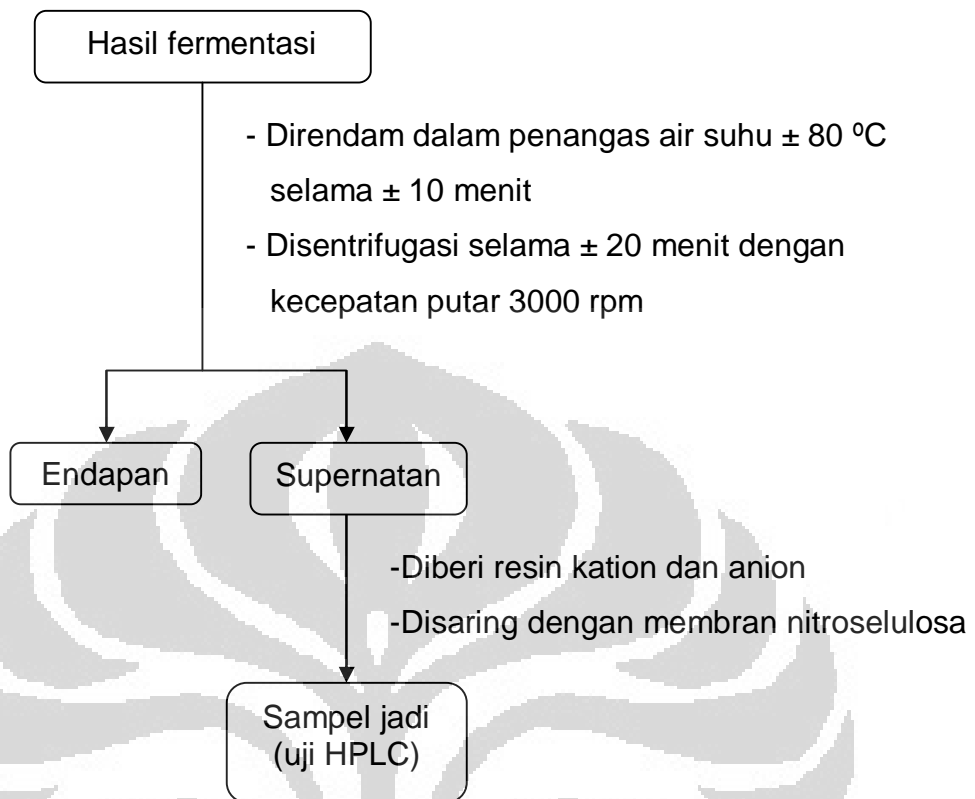 Hasil fermentasi
- Direndam dalam penangas air suhu ± 80 ºC
selama ± 10 menit
- Disentrifugasi selama ± 20 menit dengan
kecepatan putar 3000 rpm
Endapan
Supernatan
-Diberi resin kation dan anion
-Disaring dengan membran nitroselulosa
Sampel jadi
(uji HPLC)